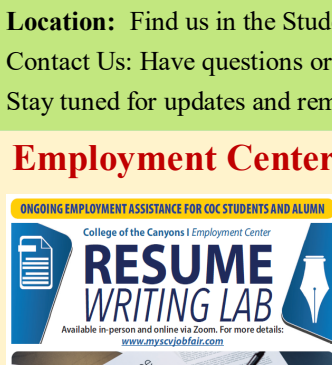 Location: Find us in the Stud
Contact Us: Have questions or
Stay tuned for updates and rem
Employment Center
ONGOING EMPLOYMENT ASSISTANCE FOR COC STUDENTS AND ALUMN
College of the Canyons I Employment Center
RESUME
WRITING LAB
Available in-person and online via Zoom. For more details:
www.myscvjobfair.com